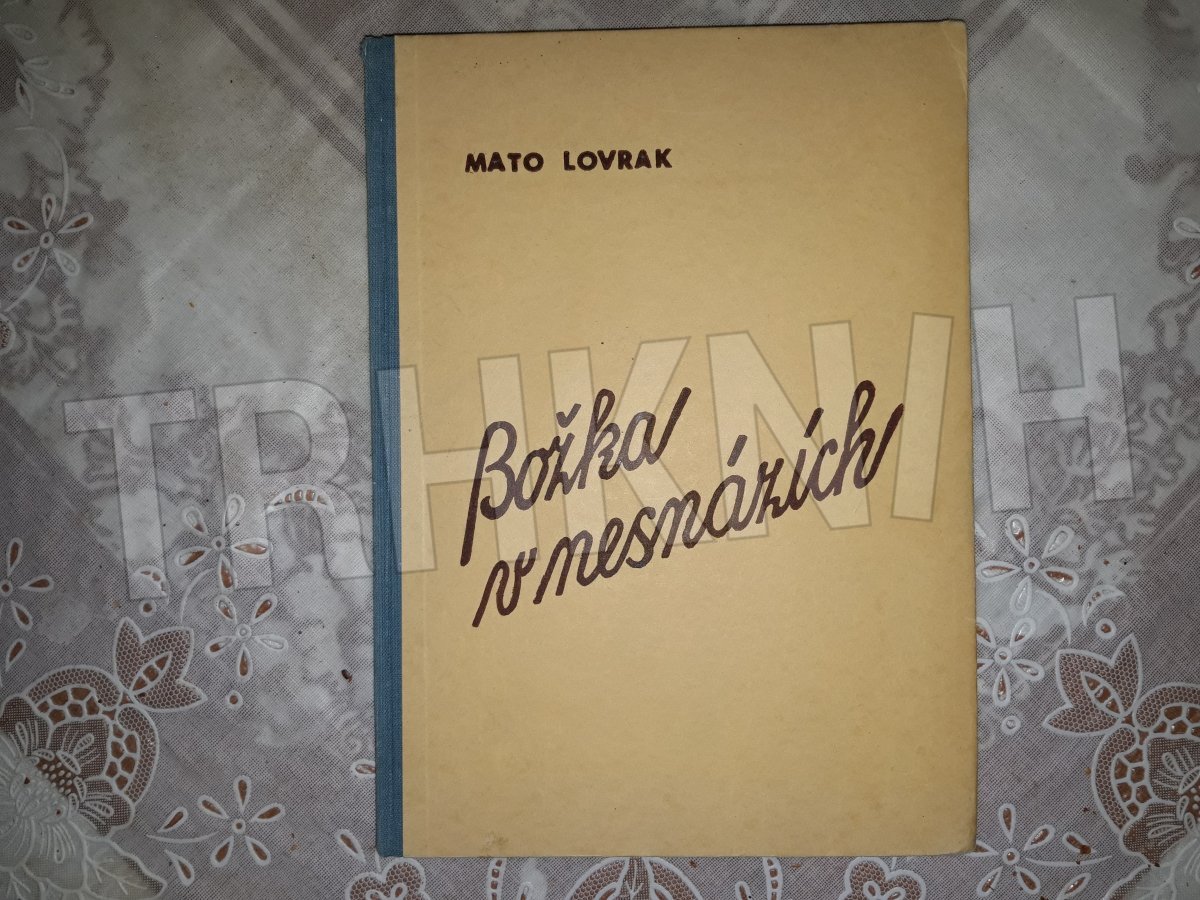 MATO LOVRAK
TRHKNIH
Božka
v nesnázích